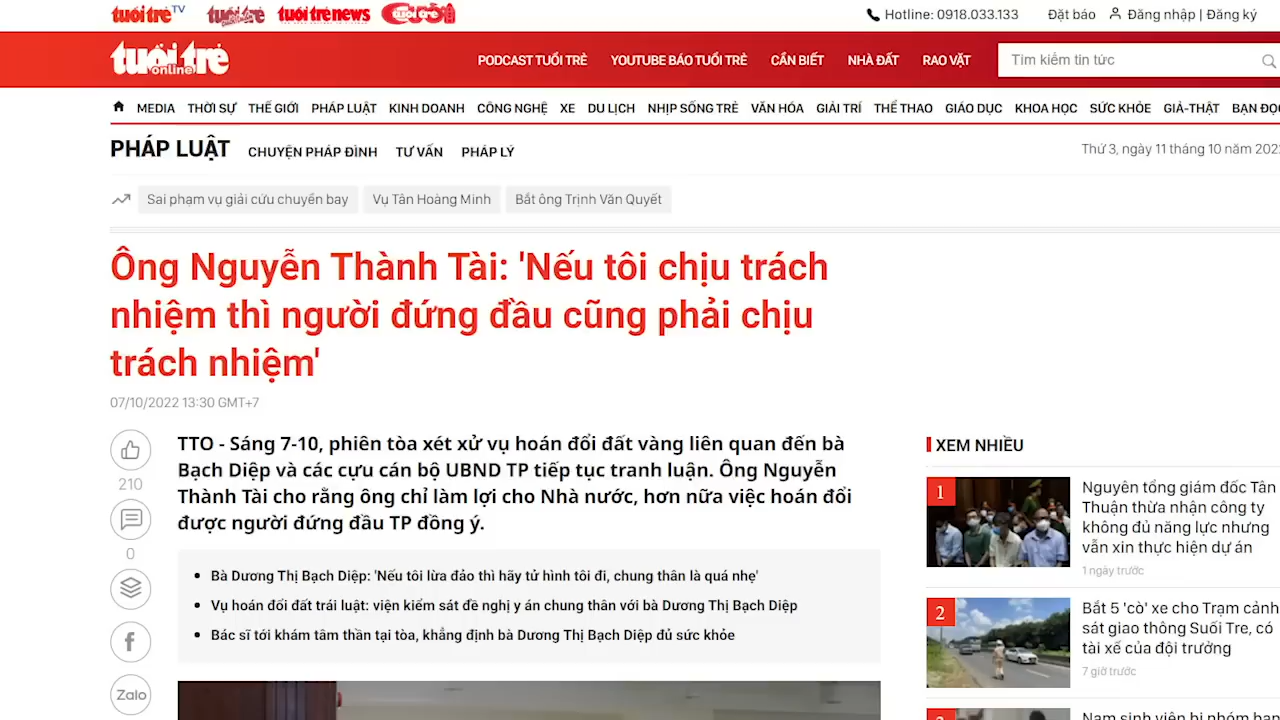 tuổi trẻ TV tuổi trẻ tuổi trẻ news Cười Hotline: 0918.033.133 Đặt báo Đăng nhập | Đăng ký
tuổi trẻ online PODCAST TUỔI TRẺ YOUTUBE BÁO TUỔI TRẺ CẦN BIẾT NHÀ ĐẤT RAO VẶT Tìm kiếm tin tức
MEDIA THỜI SỰ THẾ GIỚI PHÁP LUẬT KINH DOANH CÔNG NGHỆ XE DU LỊCH NHỊP SỐNG TRẺ VĂN HÓA GIẢI TRÍ THỂ THAO GIÁO DỤC KHOA HỌC SỨC KHỎE GIẢ-THẬT BẠN
PHÁP LUẬT CHUYỆN PHÁP ĐÌNH TƯ VẤN PHÁP LÝ Thứ 3, ngày 11 tháng 10 năm
Sai phạm vụ giải cứu chuyến bay Vụ Tân Hoàng Minh Bắt ông Trịnh Văn Quyết
Ông Nguyễn Thành Tài: 'Nếu tôi chịu trách
nhiệm thì người đứng đầu cũng phải chịu
trách nhiệm'
07/10/2022 13:30 GMT+7
TTO - Sáng 7-10, phiên tòa xét xử vụ hoán đổi đất vàng liên quan đến bà
Bạch Diệp và các cựu cán bộ UBND TP tiếp tục tranh luận. Ông Nguyễn
Thành Tài cho rằng ông chỉ làm lợi cho Nhà nước, hơn nữa việc hoán đổi
được người đứng đầu TP đồng ý.
210
0
f
Zalo
• Bà Dương Thị Bạch Diệp: 'Nếu tôi lừa đảo thì hãy tử hình tôi đi, chung thân là quá nhẹ'
• Vụ hoán đổi đất trái luật: viện kiểm sát đề nghị y án chung thân với bà Dương Thị Bạch Diệp
• Bác sĩ tới khám tâm thần tại tòa, khẳng định bà Dương Thị Bạch Diệp đủ sức khỏe
XEM NHIỀU
1
Nguyên tổng giám đốc Tân
Thuận thừa nhận công ty
không đủ năng lực nhưng
vẫn xin thực hiện dự án
1 ngày trước
2
Bắt 5 'cò' xe cho Trạm cảnh
sát giao thông Suối Tre, có
tài xế của đội trưởng
7 giờ trước
Nam sinh viên bị nhóm bạn